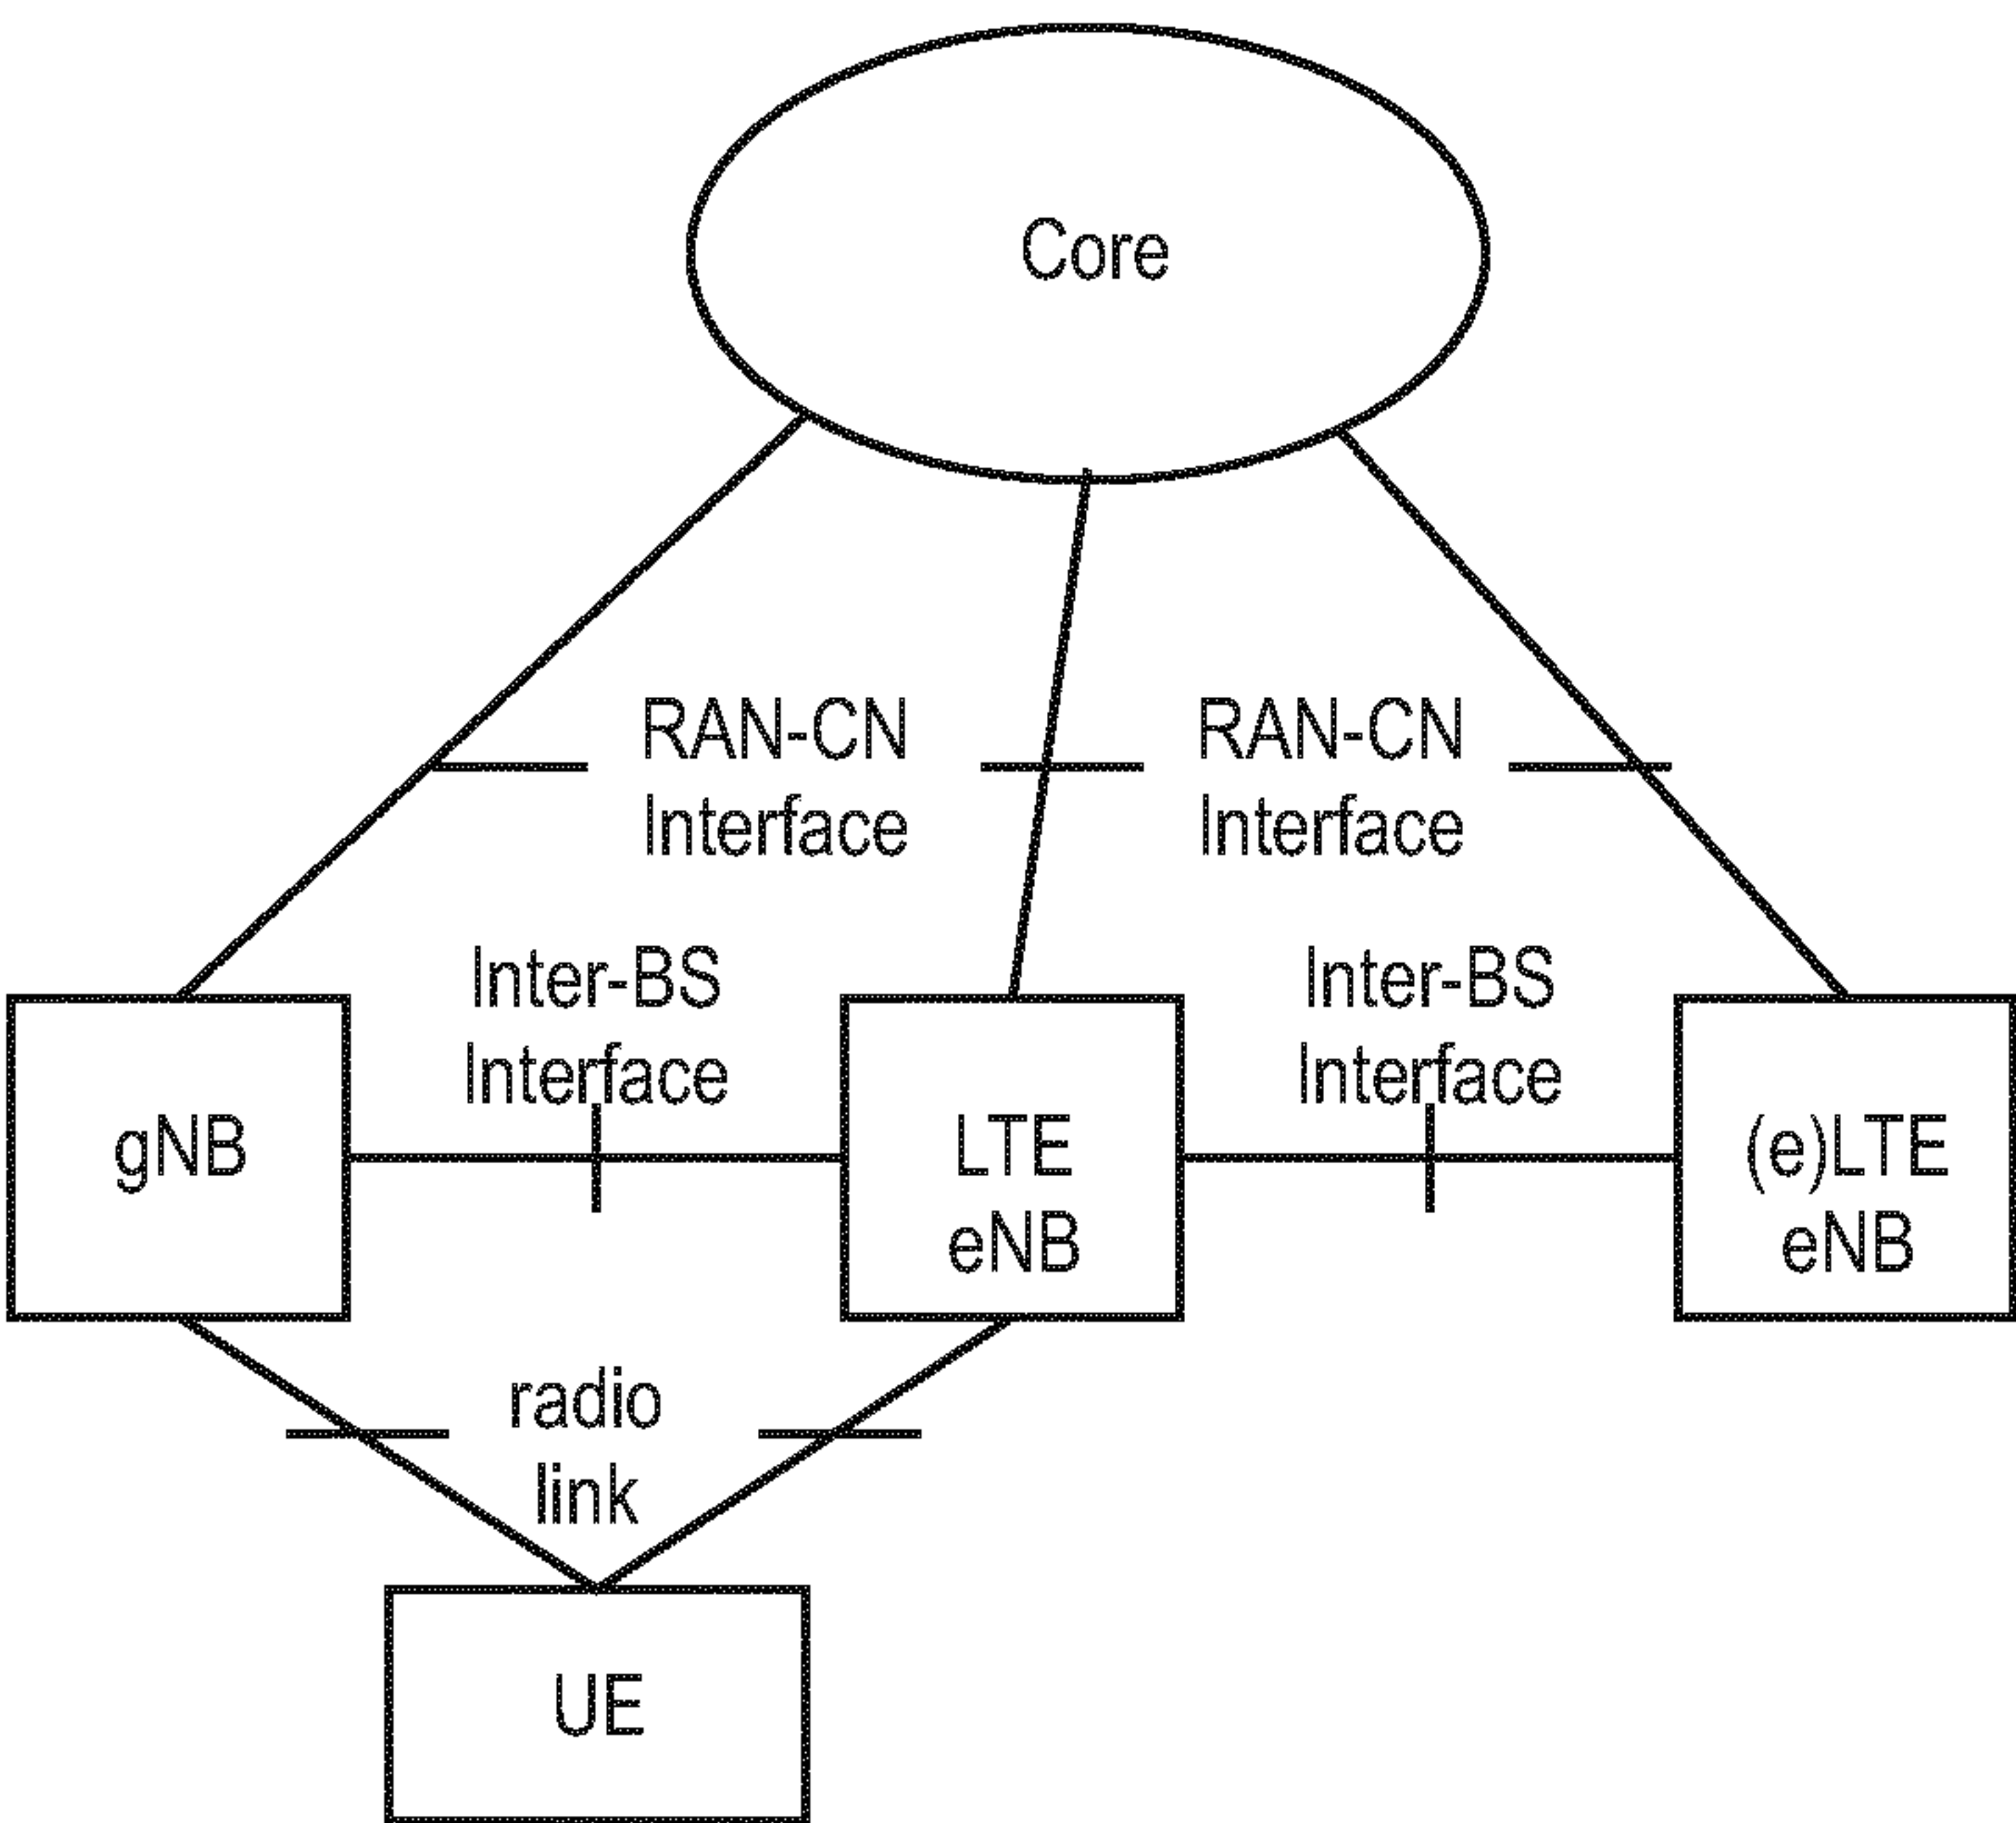 Core
RAN-CN
Interface
RAN-CN
Interface
Inter-BS
Interface
Inter-BS
Interface
gNB
LTE
eNB
(e)LTE
eNB
radio
link
UE